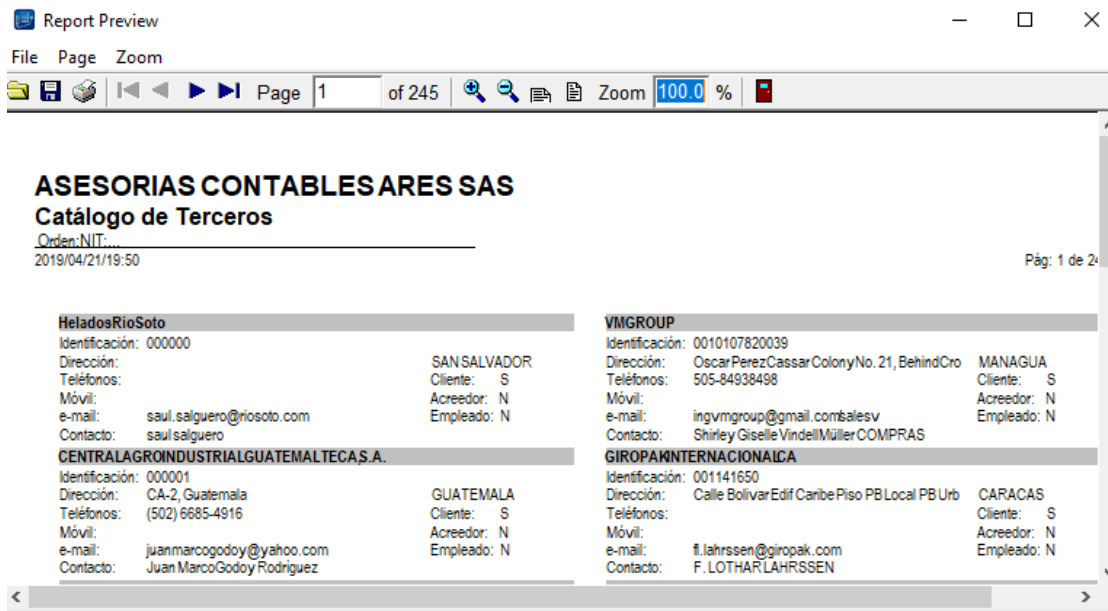 Report Preview
File Page Zoom
Page 1 of 245 Zoom 100.0 %
ASESORIAS CONTABLES ARES SAS
Catálogo de Terceros
Orden:NIT:...
2019/04/21/19:50
Pág: 1 de 24
HeladosRioSoto
Identificación: 000000
Dirección: SAN SALVADOR
Teléfonos: Cliente: S
Móvil: Acreedor: N
e-mail: saul.salguero@riosoto.com Empleado: N
Contacto: saul salguero
CENTRALAGROINDUSTRIALGUATEMALTECA,S.A.
Identificación: 000001
Dirección: CA-2, Guatemala GUATEMALA
Teléfonos: (502) 6685-4916 Cliente: S
Móvil: Acreedor: N
e-mail: juanmarcogodoy@yahoo.com Empleado: N
Contacto: Juan MarcoGodoy Rodríguez
VMGROUP
Identificación: 0010107820039
Dirección: OscarPerezCassarColonyNo. 21, BehindCro MANAGUA
Teléfonos: 505-84938498 Cliente: S
Móvil: Acreedor: N
e-mail: ingvmgroup@gmail.comsalesv Empleado: N
Contacto: Shirley Giselle VindellMüller COMPRAS
GIROPAKINTERNACIONALCA
Identificación: 001141650
Dirección: Calle Bolivar Edif Caribe Piso PB Local PB Urb CARACAS
Teléfonos: Cliente: S
Móvil: Acreedor: N
e-mail: fl.lahrssen@giropak.com Empleado: N
Contacto: F. LOTHAR LAHRSSEN